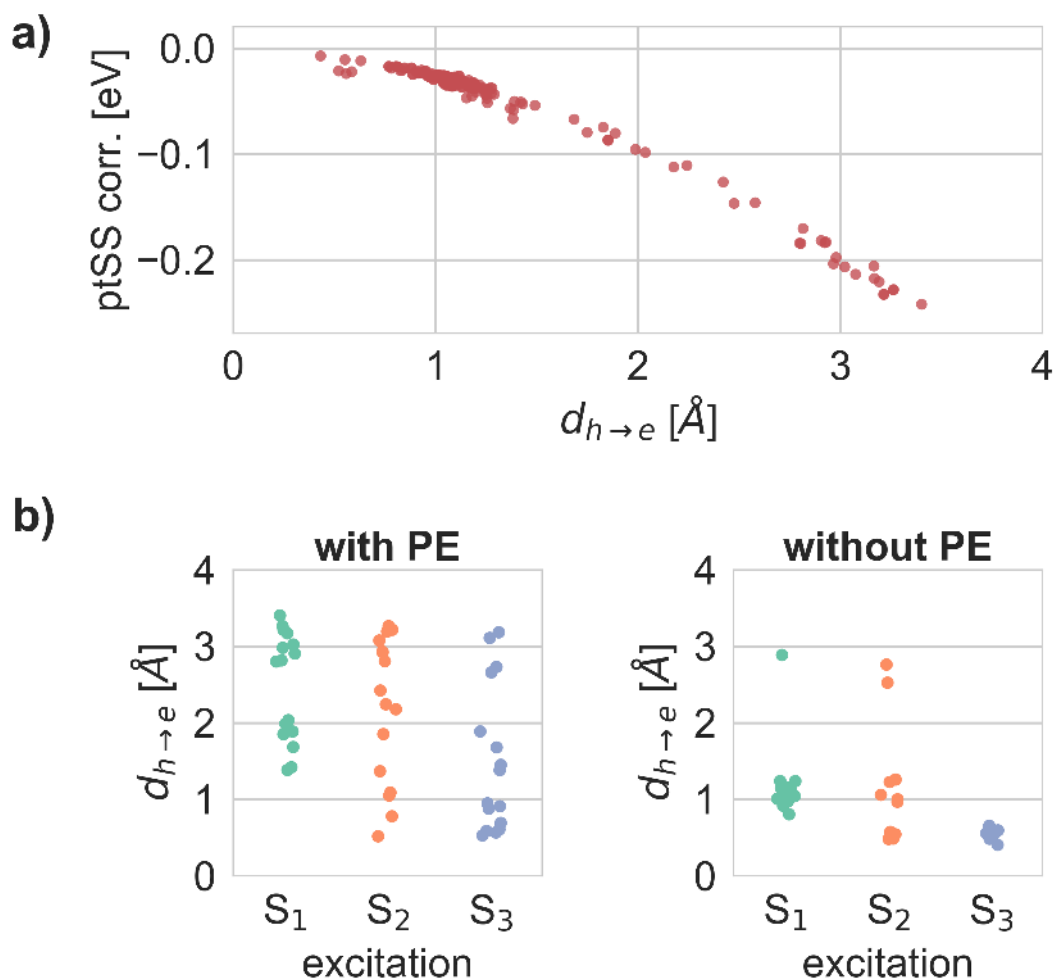 a)
ptSS corr. [eV]
0.0
−0.1
−0.2
0 1 2 3 4
d_{h→e} [Å]
b)
with PE
d_{h→e} [Å]
4
3
2
1
0
S₁ S₂ S₃
excitation
without PE
d_{h→e} [Å]
4
3
2
1
0
S₁ S₂ S₃
excitation